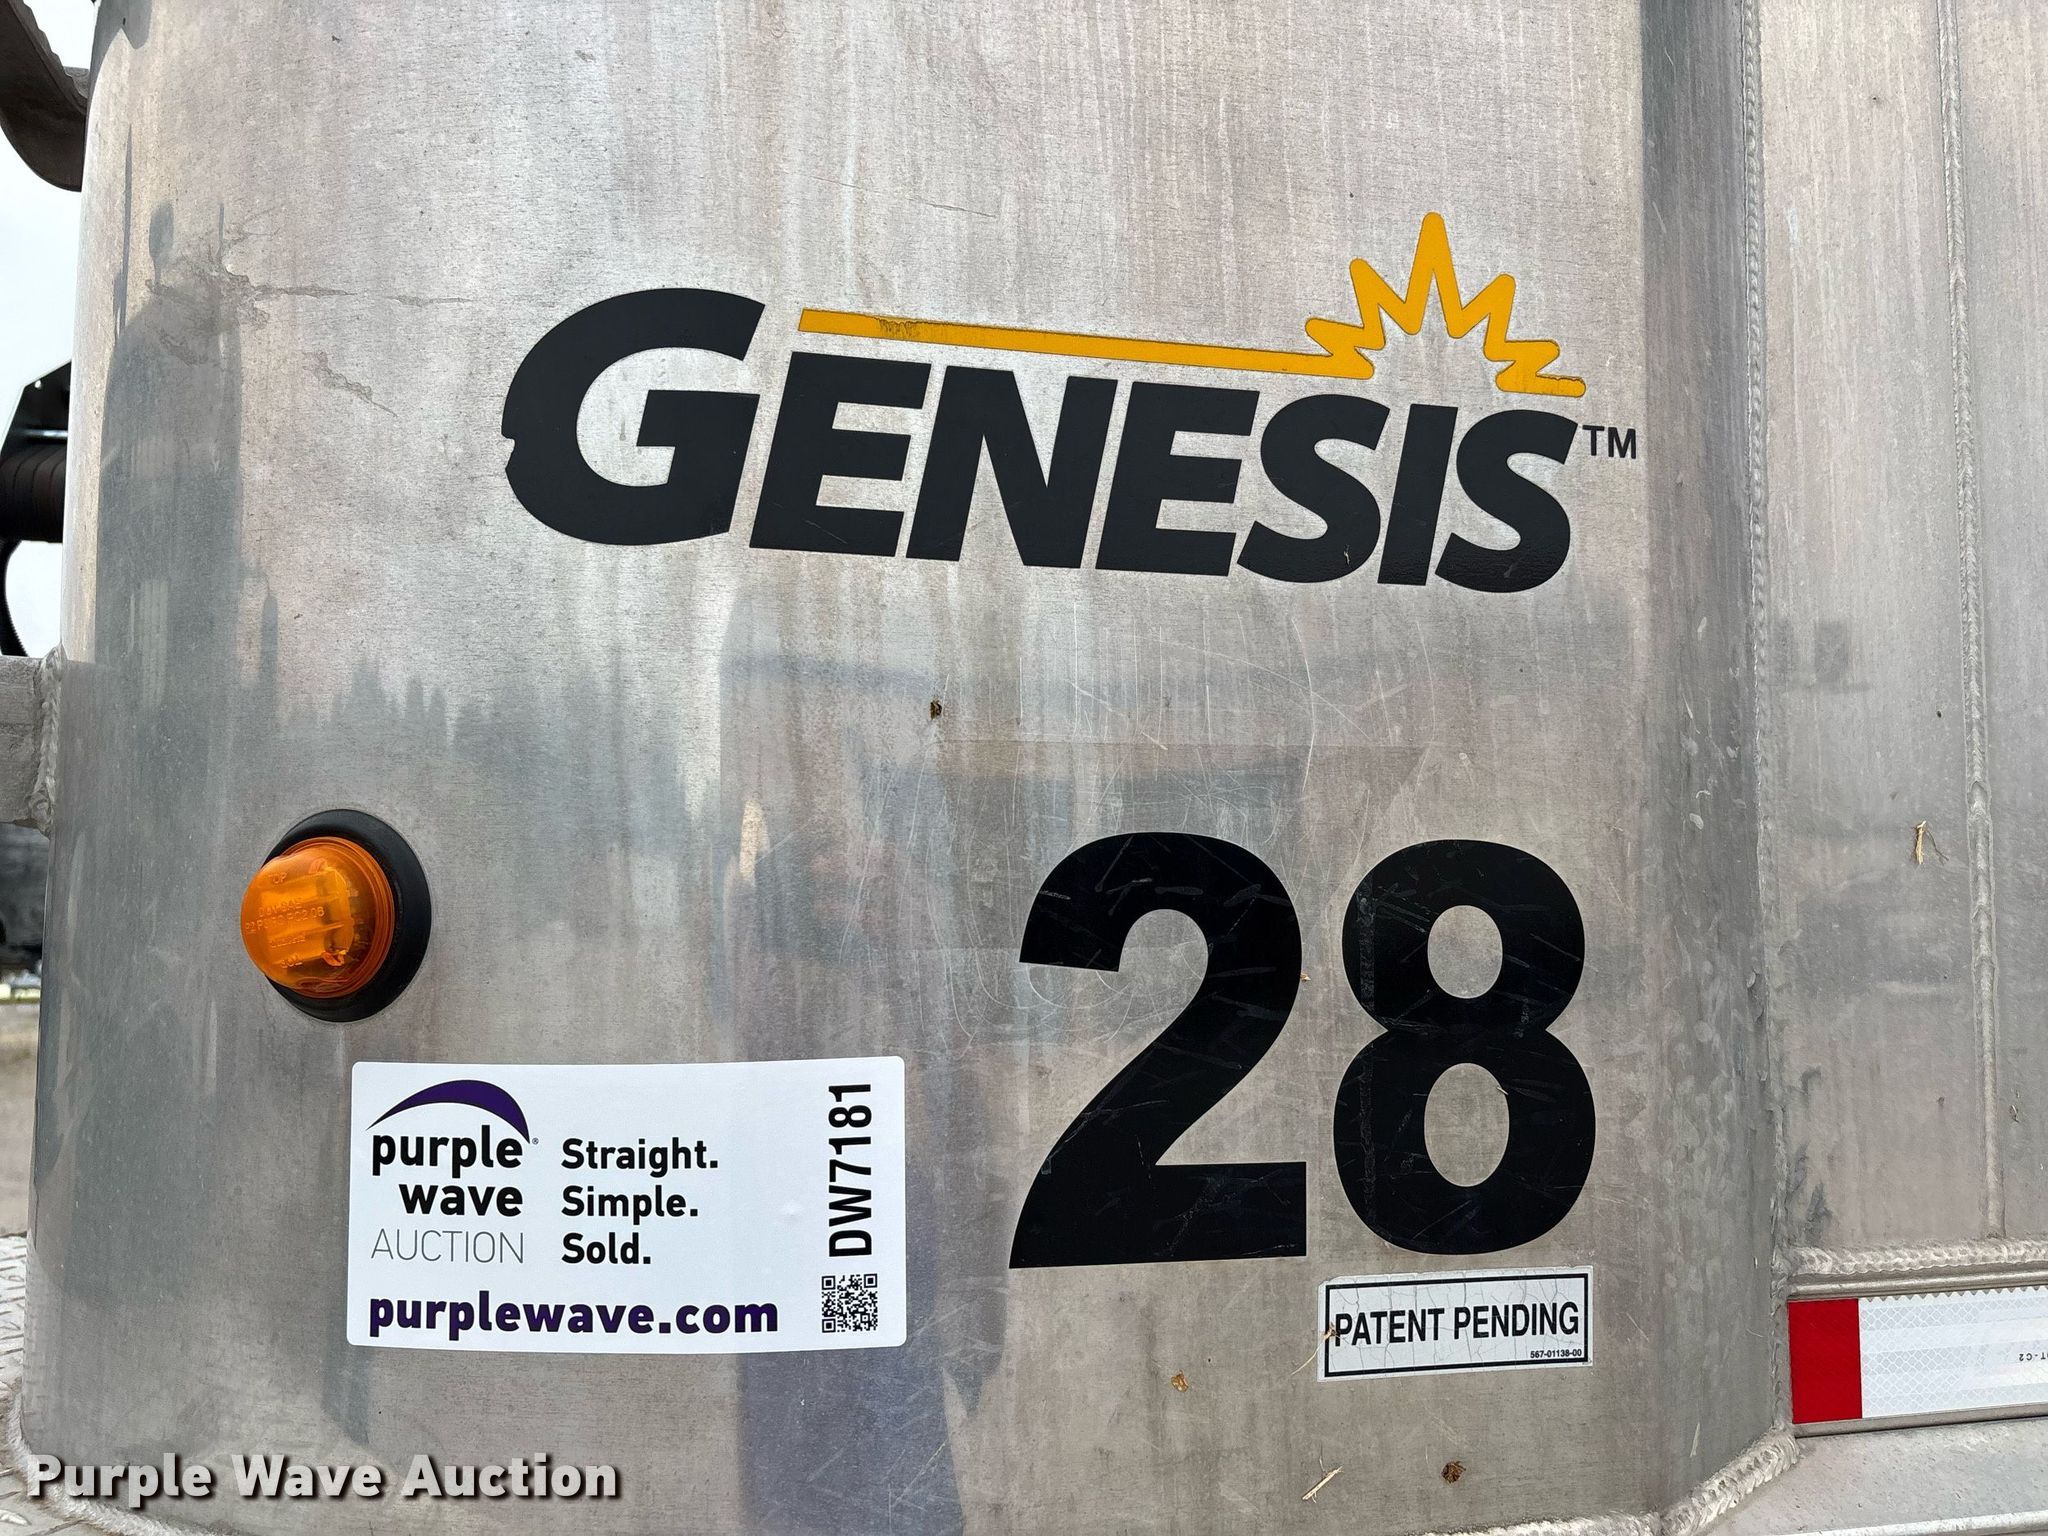 GENESIS™
28
TOP
purple®
wave
AUCTION
Straight.
Simple.
Sold.
DW7181
purplewave.com
PATENT PENDING
567-01138-00
Purple Wave Auction